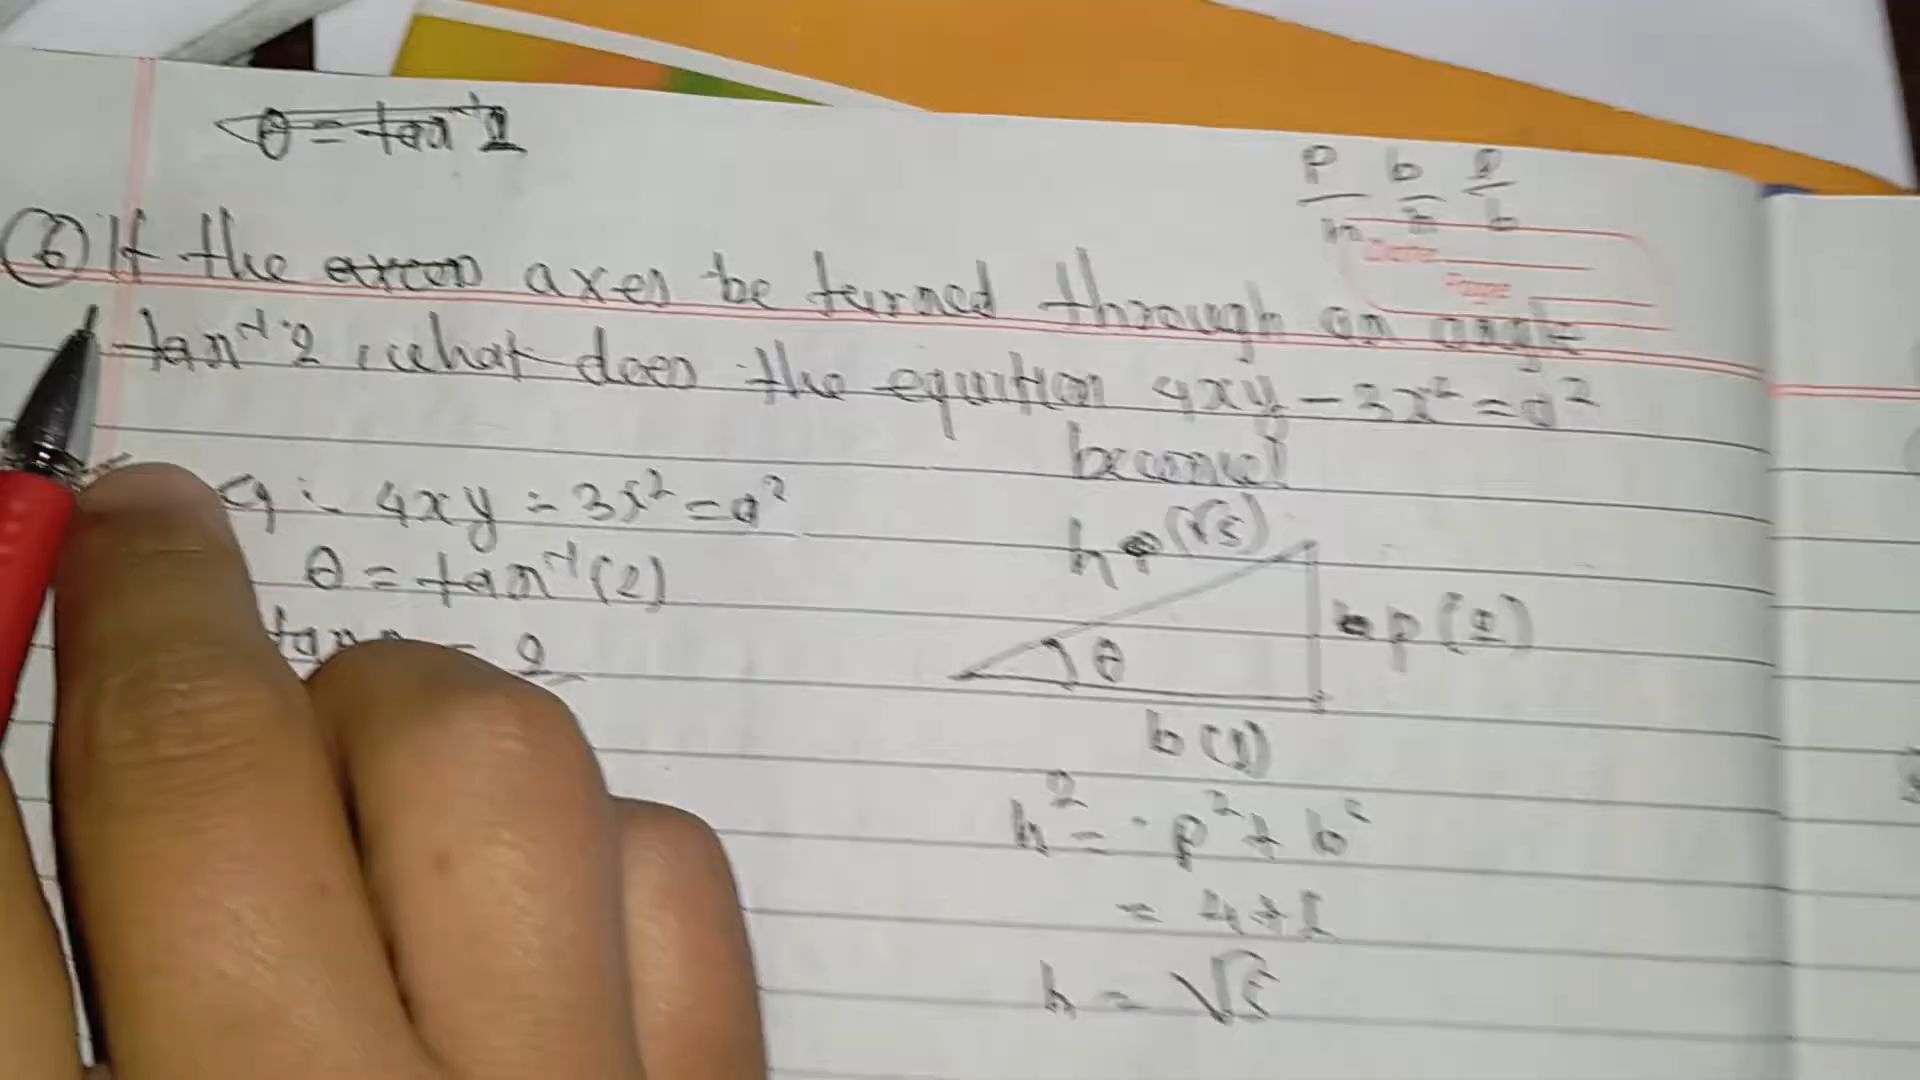 θ = tan⁻¹2
p/h b/h p/b
⑥ If the axes be turned through an angle
tan⁻¹2, what does the equation 4xy - 3x² = a²
become?
4xy - 3x² = a²
θ = tan⁻¹(2)
2
h (√5)
θ
p (2)
b (1)
h² = p² + b²
= 4+1
h = √5